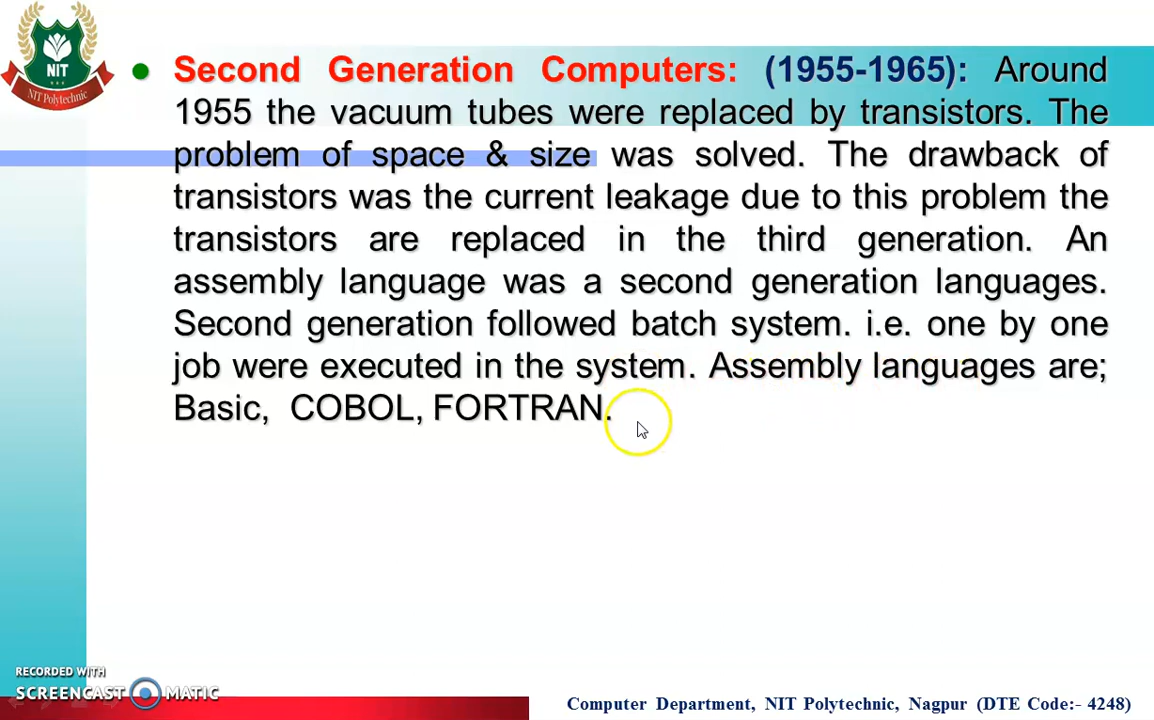 NIT
NIT Polytechnic
Second Generation Computers: (1955-1965): Around
1955 the vacuum tubes were replaced by transistors. The
problem of space & size was solved. The drawback of
transistors was the current leakage due to this problem the
transistors are replaced in the third generation. An
assembly language was a second generation languages.
Second generation followed batch system. i.e. one by one
job were executed in the system. Assembly languages are;
Basic, COBOL, FORTRAN.
RECORDED WITH
SCREENCAST MATIC
Computer Department, NIT Polytechnic, Nagpur (DTE Code:- 4248)